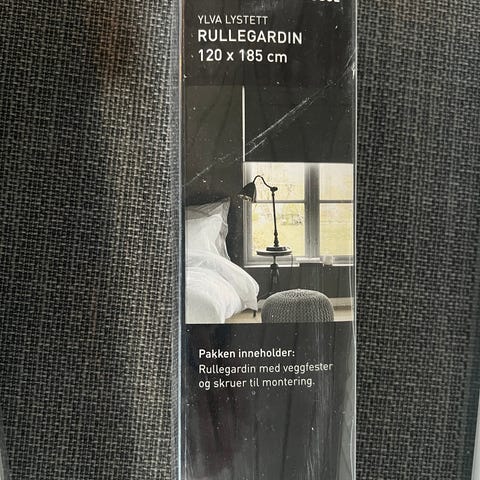 YLVA LYSTETT
RULLEGARDIN
120 x 185 cm
Pakken inneholder:
Rullegardin med veggfester
og skruer til montering.